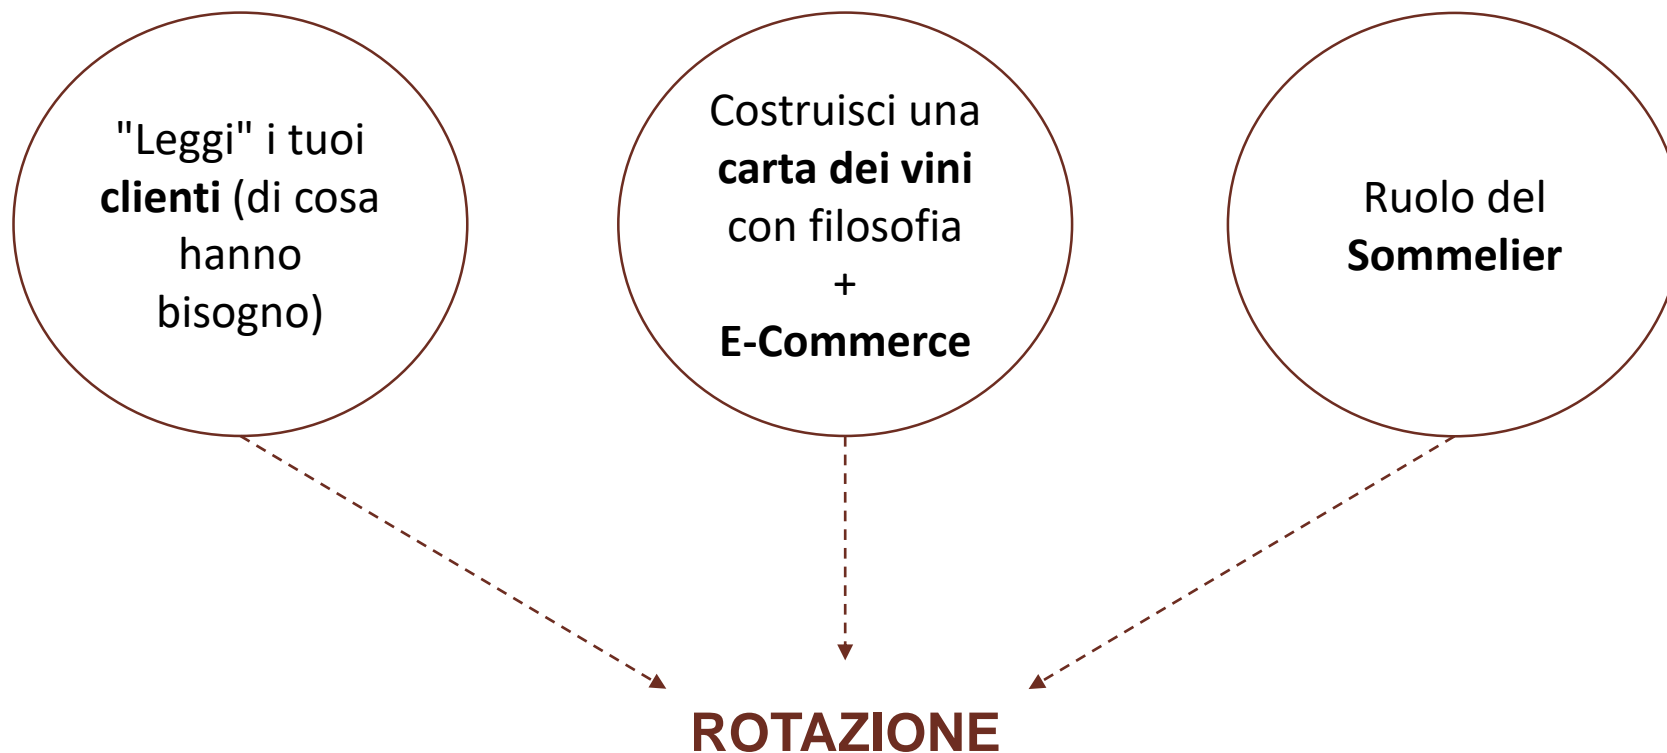 "Leggi" i tuoi
clienti (di cosa
hanno
bisogno)
Costruisci una
carta dei vini
con filosofia
+
E-Commerce
Ruolo del
Sommelier
ROTAZIONE